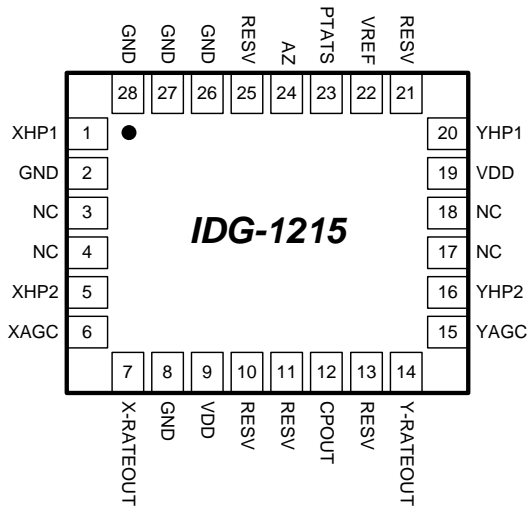 GND GND GND RESV AZ PTATS VREF RESV
28 27 26 25 24 23 22 21
XHP1 1 20 YHP1
GND 2 19 VDD
NC 3 18 NC
IDG-1215
NC 4 17 NC
XHP2 5 16 YHP2
XAGC 6 15 YAGC
7 8 9 10 11 12 13 14
X-RATEOUT GND VDD RESV RESV CPOUT RESV Y-RATEOUT